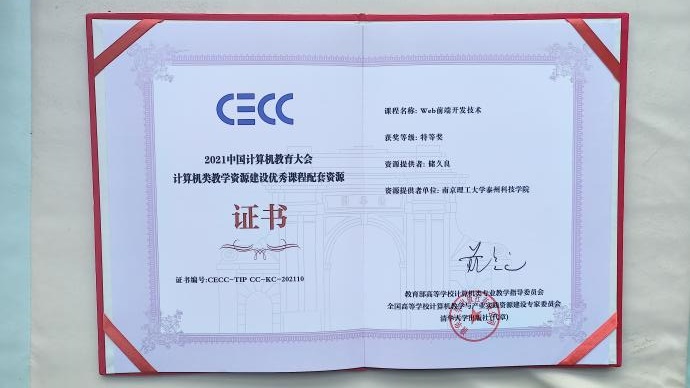 CECC
2021中国计算机教育大会
计算机类教学资源建设优秀课程配套资源
证书
证书编号:CECC-TIP CC-KC-202110
课程名称: Web前端开发技术
获奖等级: 特等奖
资源提供者: 储久良
资源提供者单位: 南京理工大学泰州科技学院
教育部高等学校计算机类专业教学指导委员会
全国高等学校计算机教学与产业实践资源建设专家委员会
清华大学出版社(代章)